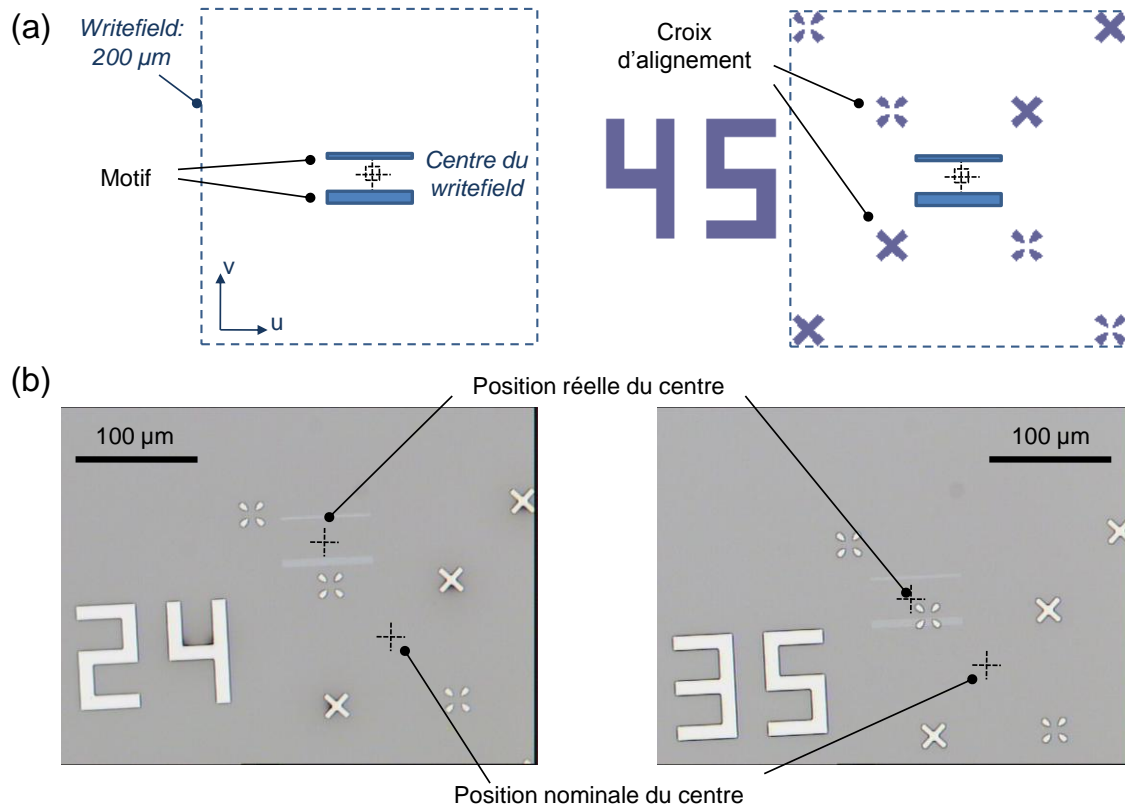 (a)
Writefield:
200 µm
Motif
Centre du
writefield
v
u
Croix
d’alignement
45
(b)
Position réelle du centre
100 µm
24
100 µm
35
Position nominale du centre